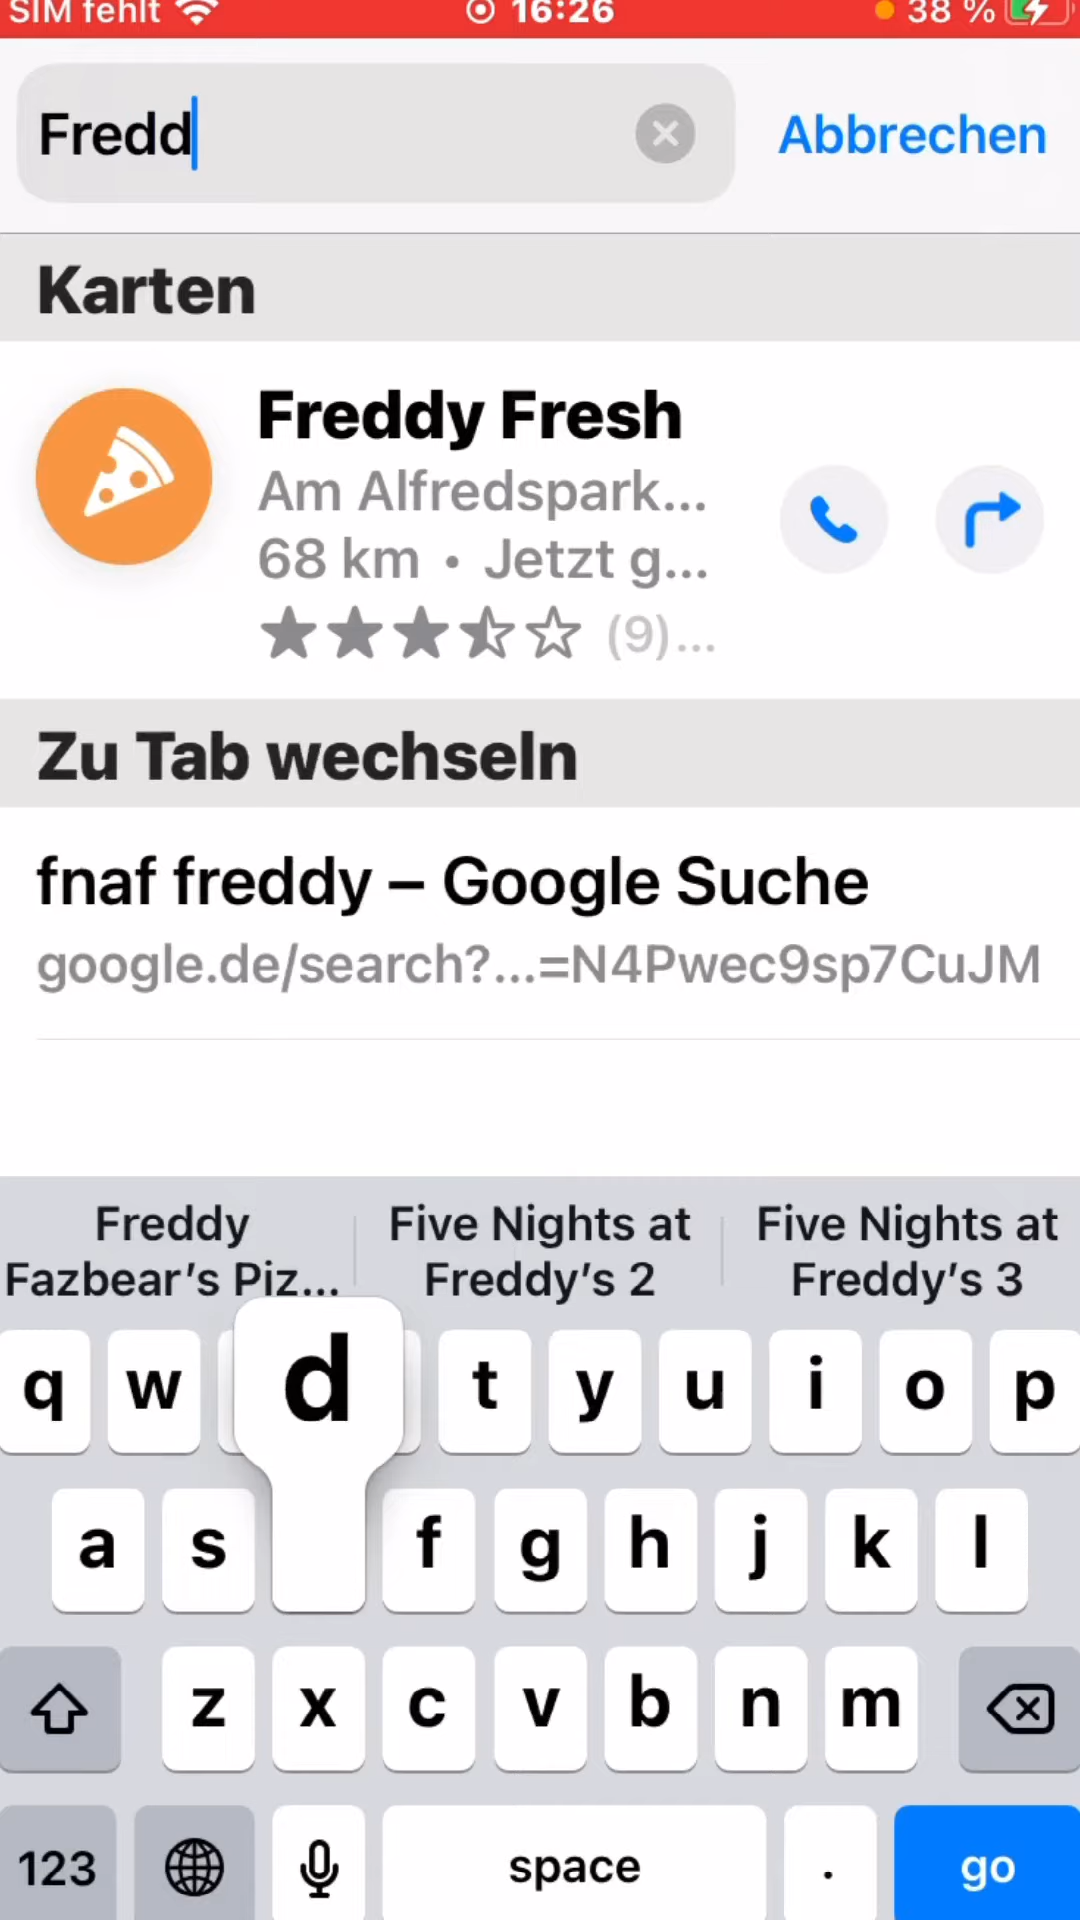 SIM fehlt 16:26 38 %
Fredd Abbrechen
Karten
Freddy Fresh
Am Alfredspark...
68 km • Jetzt g...
(9)...
Zu Tab wechseln
fnaf freddy – Google Suche
google.de/search?...=N4Pwec9sp7CuJM
Freddy Fazbear’s Piz...
Five Nights at Freddy’s 2
Five Nights at Freddy’s 3
q w d t y u i o p
a s f g h j k l
z x c v b n m
123 space . go